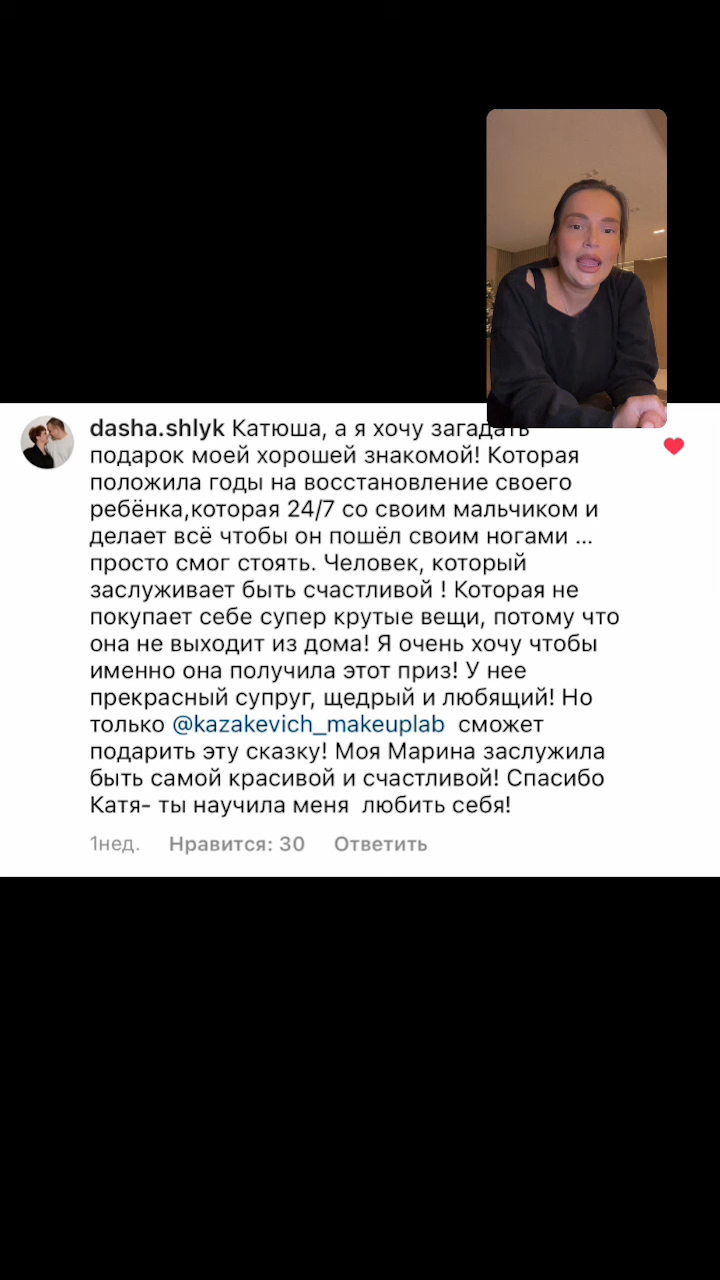 dasha.shlyk Катюша, а я хочу загадать
подарок моей хорошей знакомой! Которая
положила годы на восстановление своего
ребёнка,которая 24/7 со своим мальчиком и
делает всё чтобы он пошёл своим ногами ...
просто смог стоять. Человек, который
заслуживает быть счастливой ! Которая не
покупает себе супер крутые вещи, потому что
она не выходит из дома! Я очень хочу чтобы
именно она получила этот приз! У нее
прекрасный супруг, щедрый и любящий! Но
только @kazakevich_makeuplab сможет
подарить эту сказку! Моя Марина заслужила
быть самой красивой и счастливой! Спасибо
Катя- ты научила меня любить себя!
1нед. Нравится: 30 Ответить